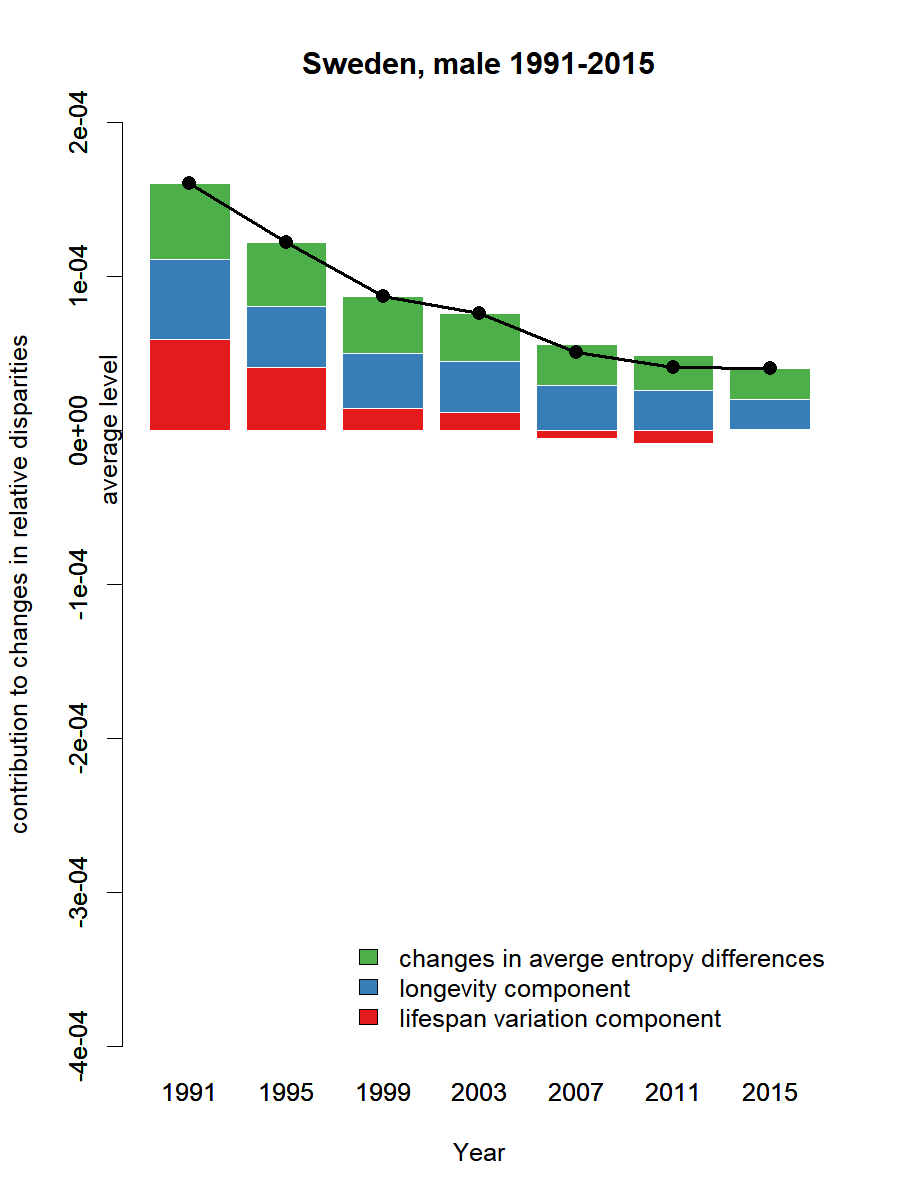 Sweden, male 1991-2015
contribution to changes in relative disparities
average level
2e-04
1e-04
0e+00
-1e-04
-2e-04
-3e-04
-4e-04
changes in averge entropy differences
longevity component
lifespan variation component
1991 1995 1999 2003 2007 2011 2015
Year